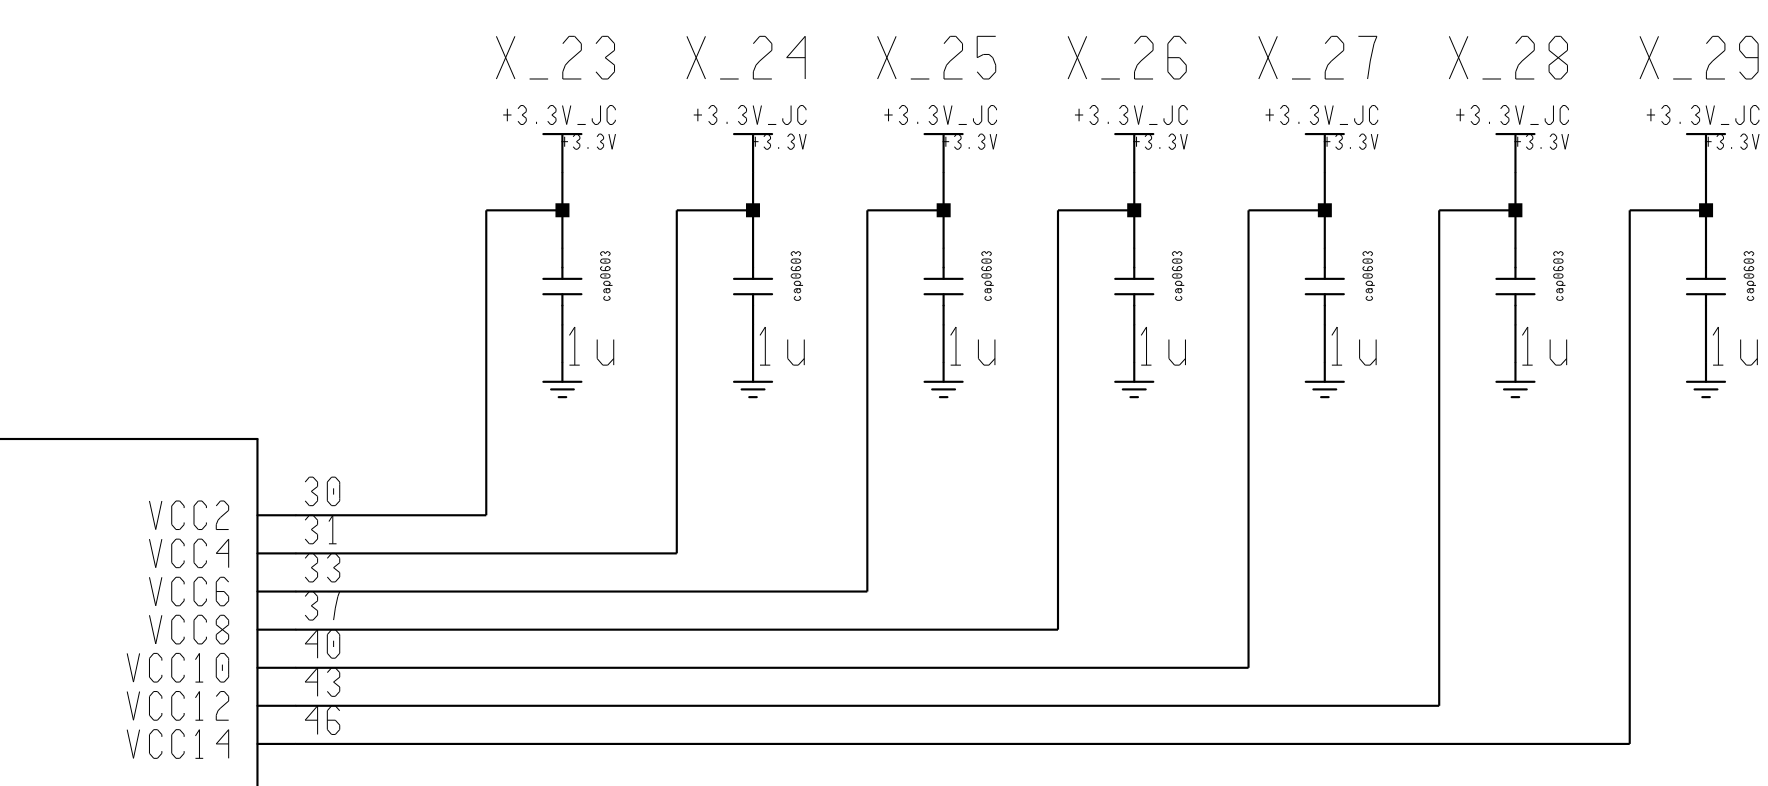 X_23 X_24 X_25 X_26 X_27 X_28 X_29
+3.3V_JC +3.3V_JC +3.3V_JC +3.3V_JC +3.3V_JC +3.3V_JC +3.3V_JC
+3.3V +3.3V +3.3V +3.3V +3.3V +3.3V +3.3V
cap0603 cap0603 cap0603 cap0603 cap0603 cap0603 cap0603
1u 1u 1u 1u 1u 1u 1u
30
VCC2
31
VCC4
33
VCC6
37
VCC8
40
VCC10
43
VCC12
46
VCC14